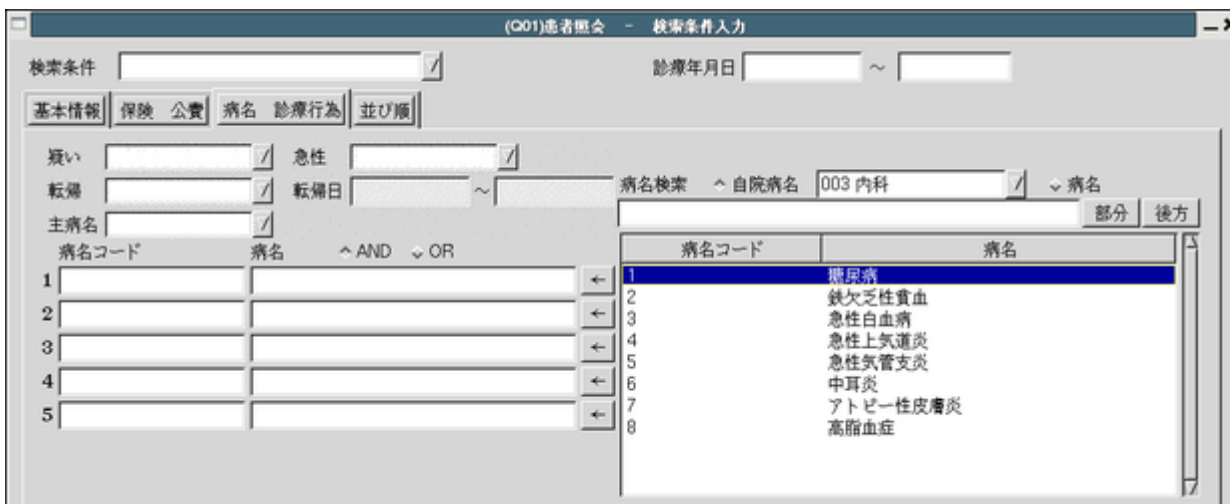 (Q01)患者照会 - 検索条件入力
検索条件 診療年月日 ～
基本情報 保険 公費 病名 診療行為 並び順
疑い 急性
転帰 転帰日 ～
主病名
病名コード 病名 AND OR
1 ←
2 ←
3 ←
4 ←
5 ←
病名検索 自院病名 003 内科 病名
部分 後方
病名コード 病名
1 糖尿病
2 鉄欠乏性貧血
3 急性白血病
4 急性上気道炎
5 急性気管支炎
6 中耳炎
7 アトピー性皮膚炎
8 高脂血症